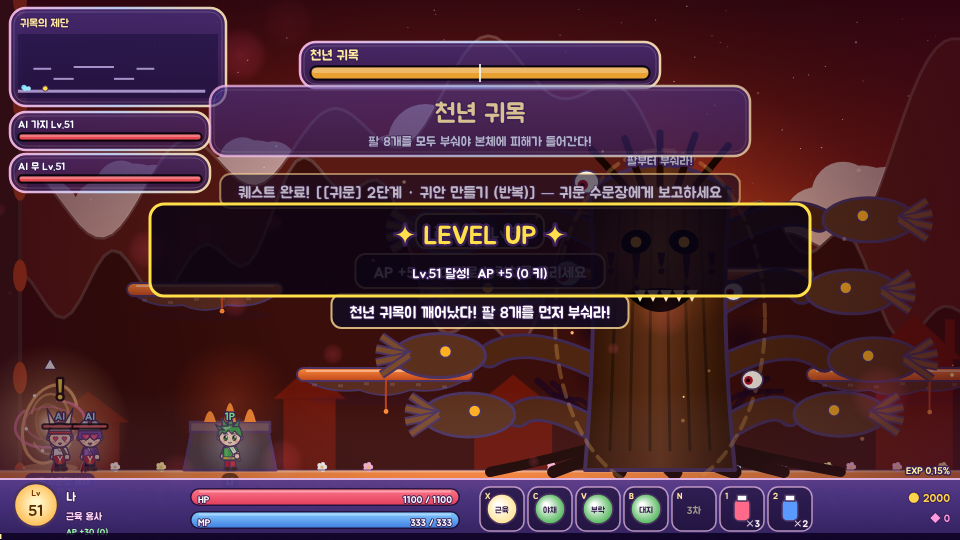 귀목의 제단
AI 가지 Lv.51
AI 무 Lv.51
천년 귀목
천년 귀목
팔 8개를 모두 부숴야 본체에 피해가 들어간다!
팔부터 부숴라!
퀘스트 완료! [[귀문] 2단계 · 귀안 만들기 (반복)] — 귀문 수문장에게 보고하세요
✦ LEVEL UP ✦
Lv.51 달성! AP +5 (0 키)
천년 귀목이 깨어났다! 팔 8개를 먼저 부숴라!
!
AI AI
1P
EXP 0.15%
Lv
51
나
근육 용사
AP +30 (0)
HP 1100 / 1100
MP 333 / 333
X 근육
C 야채
V 부락
B 대지
N 3차
1 ×3
2 ×2
2000
0